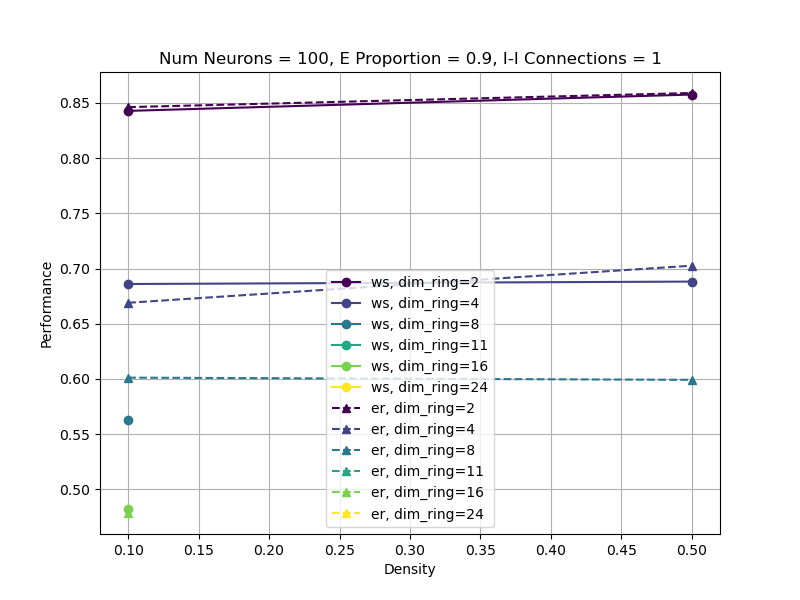 Num Neurons = 100, E Proportion = 0.9, I-I Connections = 1
Performance
0.85
0.80
0.75
0.70
0.65
0.60
0.55
0.50
ws, dim_ring=2
ws, dim_ring=4
ws, dim_ring=8
ws, dim_ring=11
ws, dim_ring=16
ws, dim_ring=24
er, dim_ring=2
er, dim_ring=4
er, dim_ring=8
er, dim_ring=11
er, dim_ring=16
er, dim_ring=24
0.10 0.15 0.20 0.25 0.30 0.35 0.40 0.45 0.50
Density